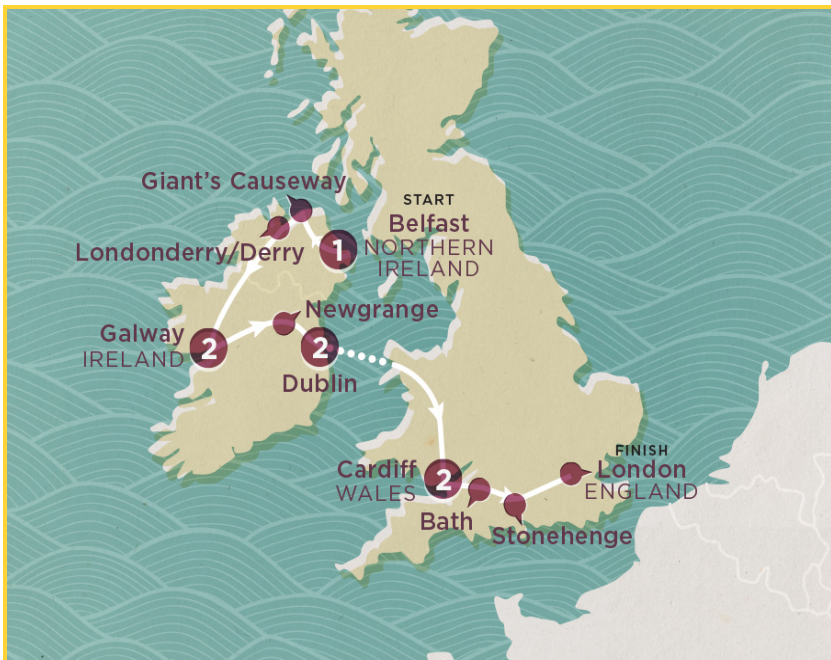 Giant's Causeway
START
Belfast
NORTHERN
IRELAND
1
Londonderry/Derry
Newgrange
Galway
IRELAND
2
2
Dublin
FINISH
London
ENGLAND
Cardiff
WALES
2
Bath
Stonehenge